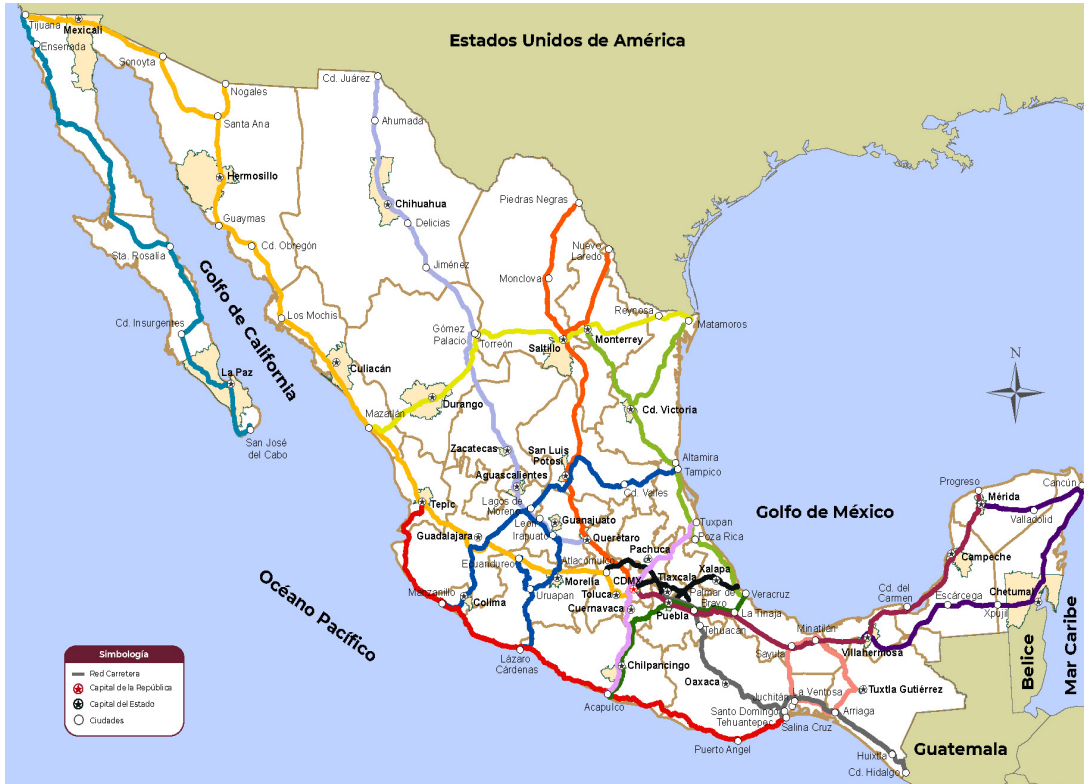 Tijuana
Mexicali
Ensenada
Sonoyta
Estados Unidos de América
Cd. Juárez
Nogales
Santa Ana
Ahumada
Hermosillo
Chihuahua
Piedras Negras
Guaymas
Delicias
Cd. Obregón
Nuevo
Laredo
Sta. Rosalía
Jiménez
Monclova
Golfo de California
Los Mochis
Reynosa
Matamoros
Cd. Insurgentes
Gómez
Palacio
Torreón
Saltillo
Monterrey
Culiacán
La Paz
Durango
Cd. Victoria
Mazatlán
San José
del Cabo
Zacatecas
San Luis
Potosí
Altamira
Tampico
Aguascalientes
Cd. Valles
Progreso
Cancún
Mérida
Tepic
Lagos de
Moreno
León
Guanajuato
Golfo de México
Valladolid
Tuxpan
Irapuato
Guadalajara
Querétaro
Poza Rica
Pachuca
Campeche
Ecuandureo
Atlacomulco
Xalapa
Océano Pacífico
Morelia
CDMX
Tlaxcala
Manzanillo
Colima
Uruapan
Toluca
Palmar de
Bravo
Veracruz
Cd. del
Carmen
Escárcega
Chetumal
Xpujil
Cuernavaca
Puebla
La Tinaja
Tehuacán
Minatitlán
Sayula
Villahermosa
Belice
Mar Caribe
Lázaro
Cárdenas
Chilpancingo
Oaxaca
Juchitán
La Ventosa
Tuxtla Gutiérrez
Acapulco
Santo Domingo
Tehuantepec
Salina Cruz
Arriaga
Puerto Angel
Huixtla
Cd. Hidalgo
Guatemala
N
Simbología
Red Carretera
Capital de la República
Capital del Estado
Ciudades